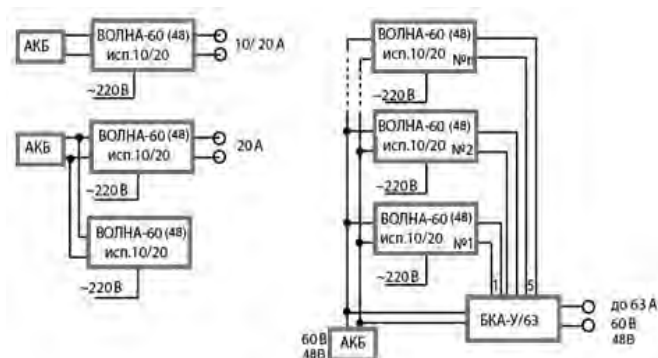 АКБ
ВОЛНА-60 (48)
исп.10/20
10/ 20 А
~220 В
АКБ
ВОЛНА-60 (48)
исп.10/20
20 А
~220 В
ВОЛНА-60 (48)
исп.10/20
~220 В
ВОЛНА-60 (48)
исп.10/20 №n
~220 В
ВОЛНА-60 (48)
исп.10/20 №2
~220 В
ВОЛНА-60 (48)
исп.10/20 №1
~220 В
1 5
БКА-У/63
до 63 А
60 В
48 В
60 В
48 В
АКБ